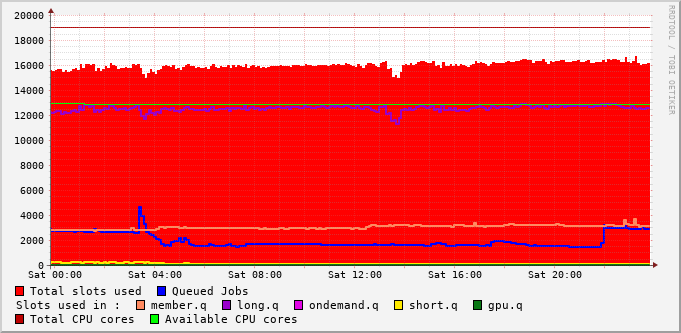 20000
18000
16000
14000
12000
10000
8000
6000
4000
2000
0
Sat 00:00 Sat 04:00 Sat 08:00 Sat 12:00 Sat 16:00 Sat 20:00
Total slots used Queued Jobs
Slots used in : member.q long.q ondemand.q short.q gpu.q
Total CPU cores Available CPU cores
RRDTOOL / TOBI OETIKER